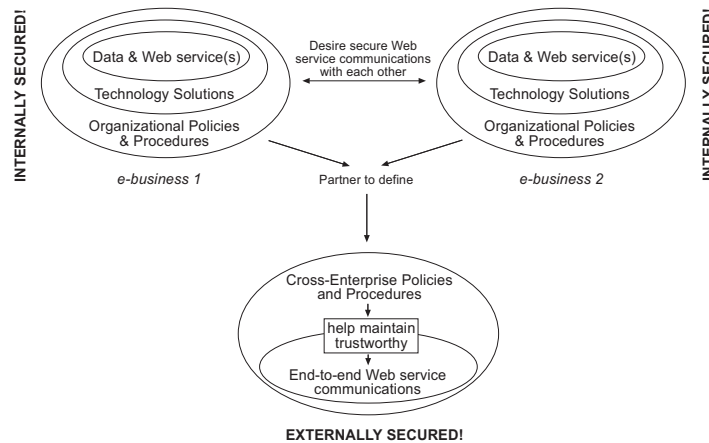 INTERNALLY SECURED!
Data & Web service(s)
Technology Solutions
Organizational Policies
& Procedures
e-business 1
Desire secure Web
service communications
with each other
Data & Web service(s)
Technology Solutions
Organizational Policies
& Procedures
e-business 2
INTERNALLY SECURED!
Partner to define
Cross-Enterprise Policies
and Procedures
help maintain
trustworthy
End-to-end Web service
communications
EXTERNALLY SECURED!